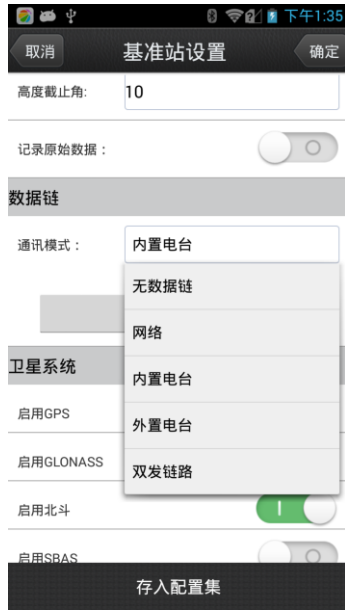 下午1:35
取消
基准站设置
确定
高度截止角:
10
记录原始数据：
数据链
通讯模式：
内置电台
无数据链
网络
内置电台
外置电台
双发链路
卫星系统
启用GPS
启用GLONASS
启用北斗
启用SBAS
存入配置集